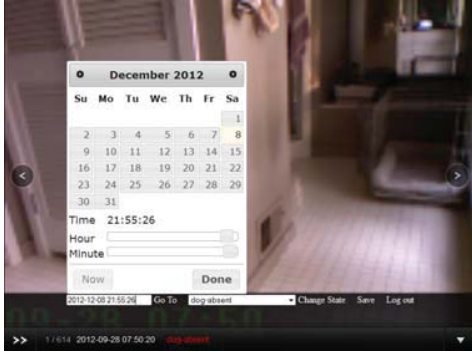 December 2012
Su Mo Tu We Th Fr Sa
1
2 3 4 5 6 7 8
9 10 11 12 13 14 15
16 17 18 19 20 21 22
23 24 25 26 27 28 29
30 31
Time 21:55:26
Hour
Minute
Now Done
2012-12-08 21:55:26 Go To dog-absent Change State Save Log out
>> 1 / 614 2012-09-28 07:50:20 dog-absent